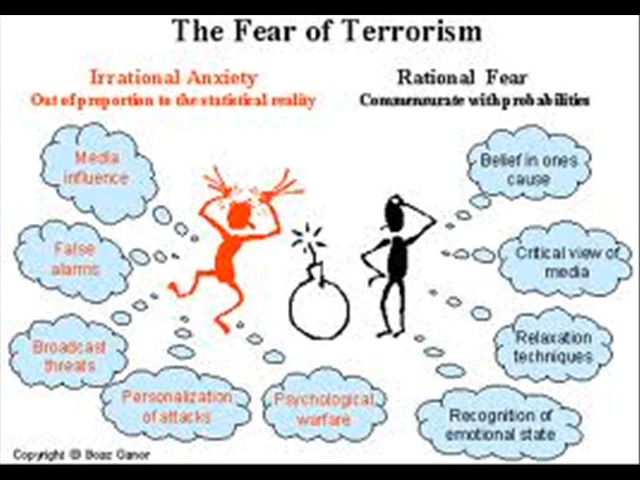 The Fear of Terrorism
Irrational Anxiety
Out of proportion to the statistical reality
Rational Fear
Commencurate with probabilities
Media
influence
False
alarms
Broadcast
threats
Personalization
of attacks
Psychological
warfare
Belief in ones
cause
Critical view of
media
Relaxation
techniques
Recognition of
emotional state
Copyright © Boaz Ganor